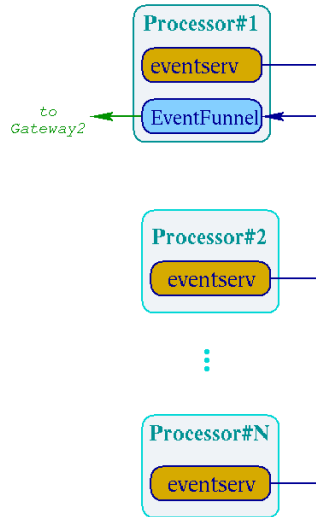 Processor#1
eventserv
EventFunnel
to
Gateway2
Processor#2
eventserv
Processor#N
eventserv